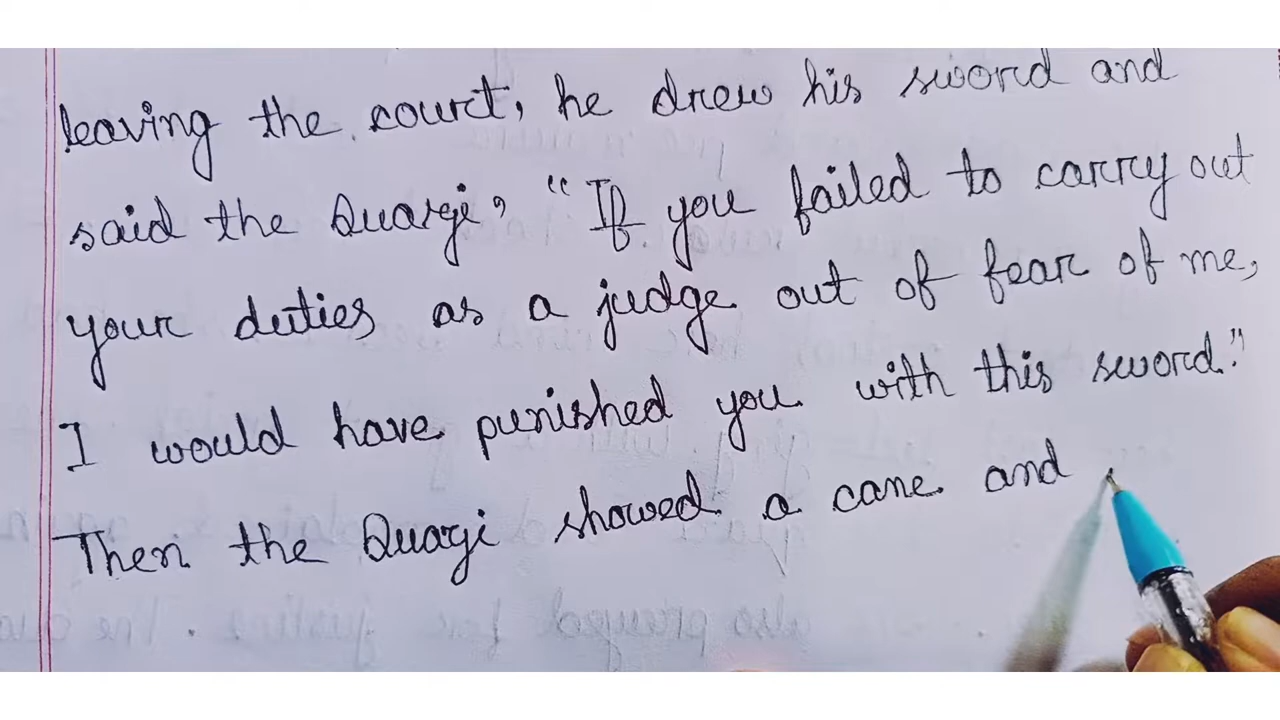 leaving the court, he drew his sword and
said the Quazi, "If you failed to carry out
your duties as a judge out of fear of me,
I would have punished you with this sword."
Then the Quazi showed a cane and